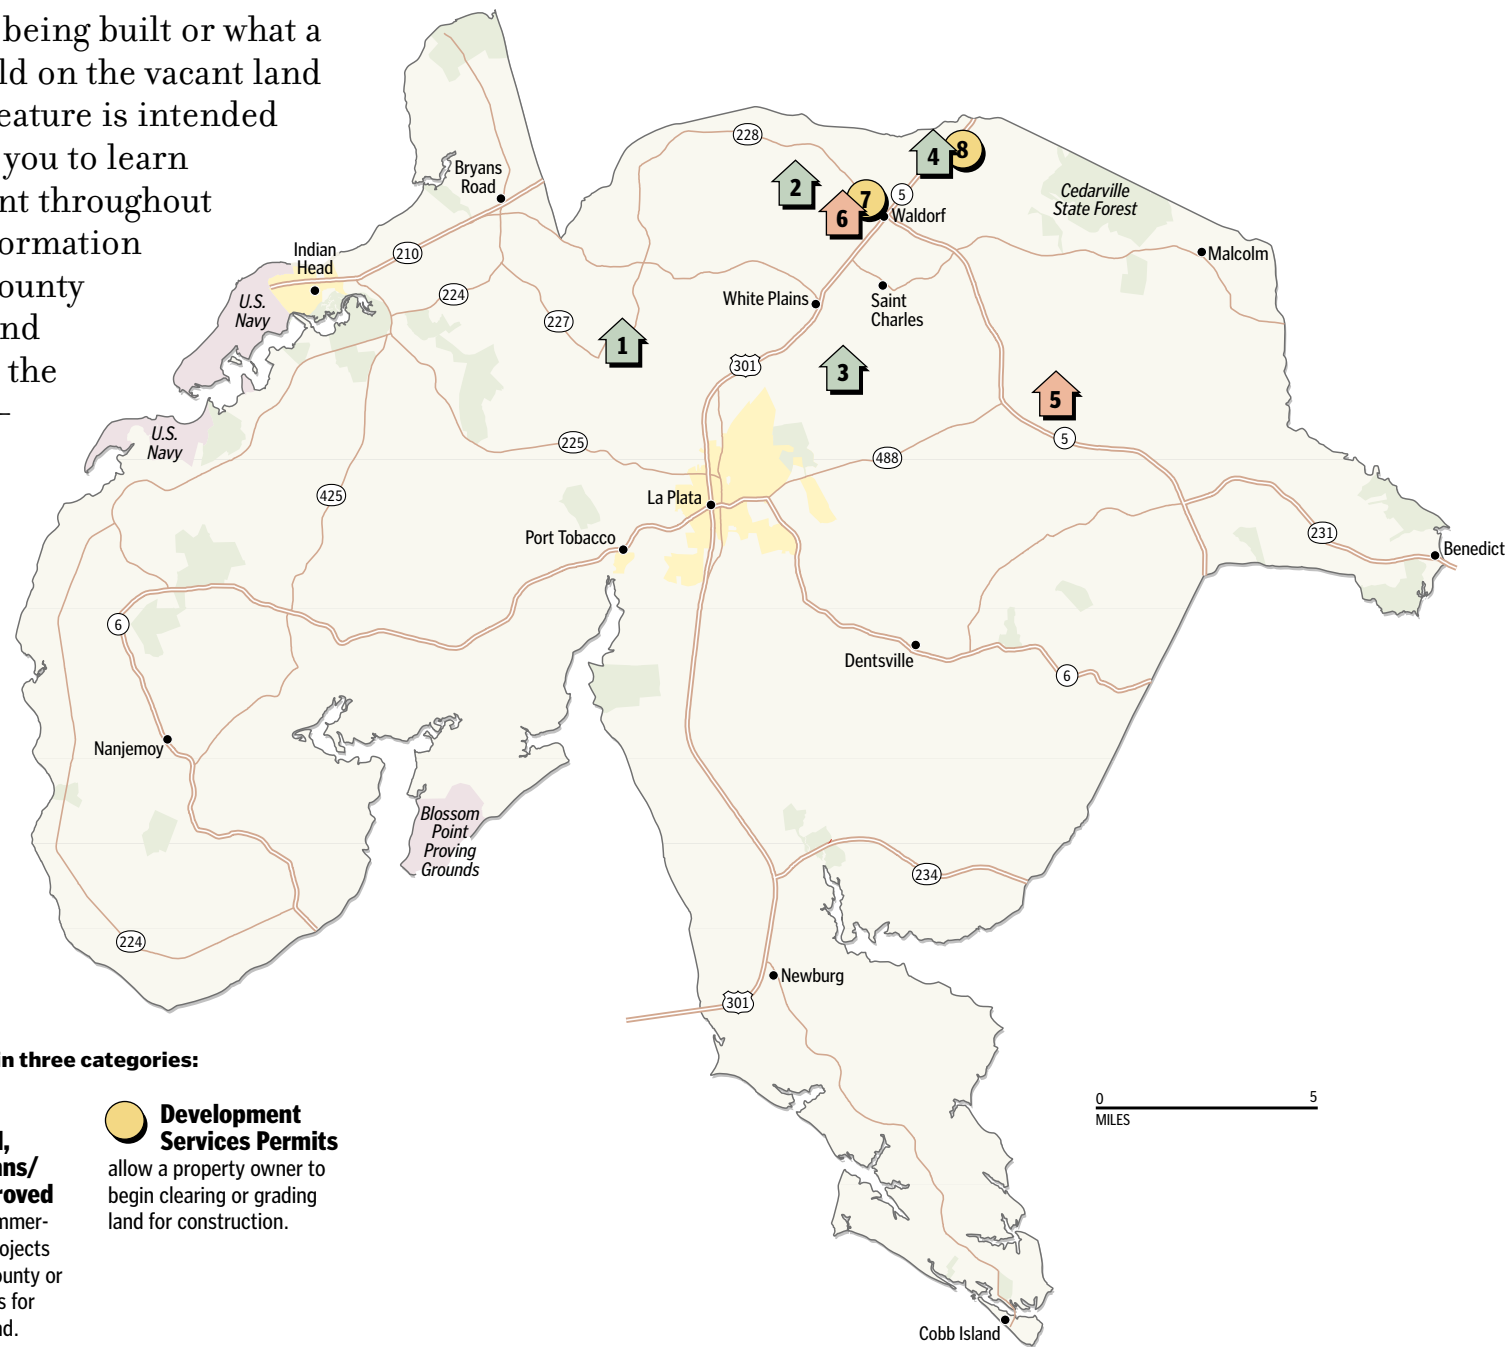 being built or what a
ld on the vacant land
eature is intended
you to learn
nt throughout
ormation
ounty
nd
the
Bryans
Road
228
2
4
8
7
6
5
Waldorf
Cedarville
State Forest
Malcolm
Indian
Head
210
U.S.
Navy
224
227
1
White Plains
Saint
Charles
301
3
5
5
U.S.
Navy
225
488
425
La Plata
Port Tobacco
231
Benedict
6
Dentsville
6
Nanjemoy
Blossom
Point
Proving
Grounds
234
224
Newburg
301
in three categories:
l,
ns/
roved
mmer-
ojects
ounty or
s for
nd.
Development
Services Permits
allow a property owner to
begin clearing or grading
land for construction.
0 5
MILES
Cobb Island